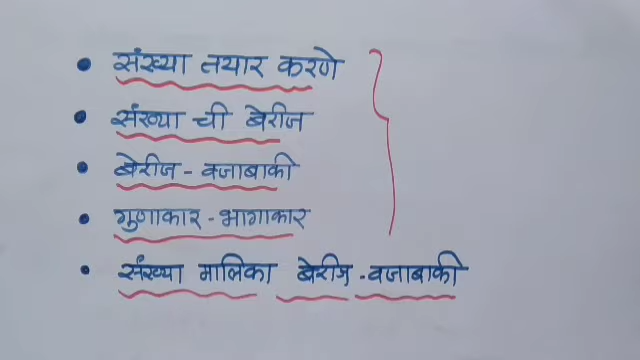 • संख्या तयार करणे
• संख्या ची बेरीज
• बेरीज - वजाबाकी
• गुणाकार - भागाकार
• संख्या मालिका बेरीज - वजाबाकी